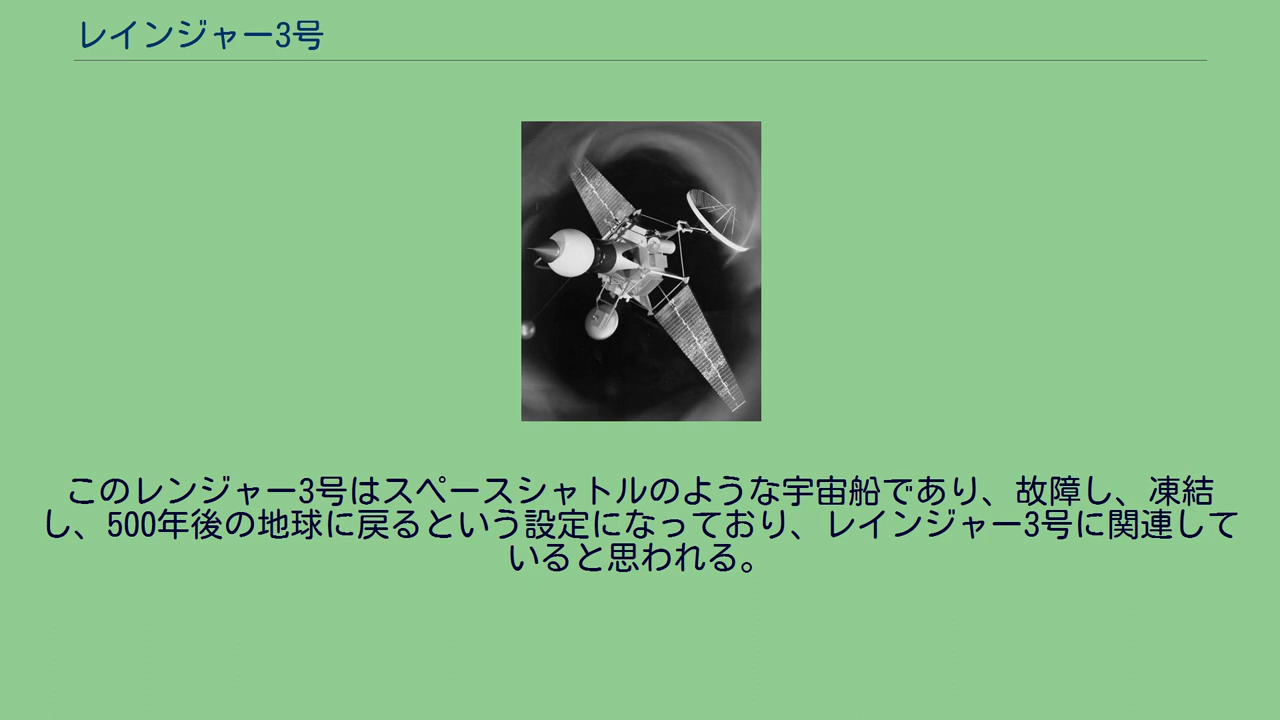 レインジャー3号
このレンジャー3号はスペースシャトルのような宇宙船であり、故障し、凍結
し、500年後の地球に戻るという設定になっており、レインジャー3号に関連して
いると思われる。